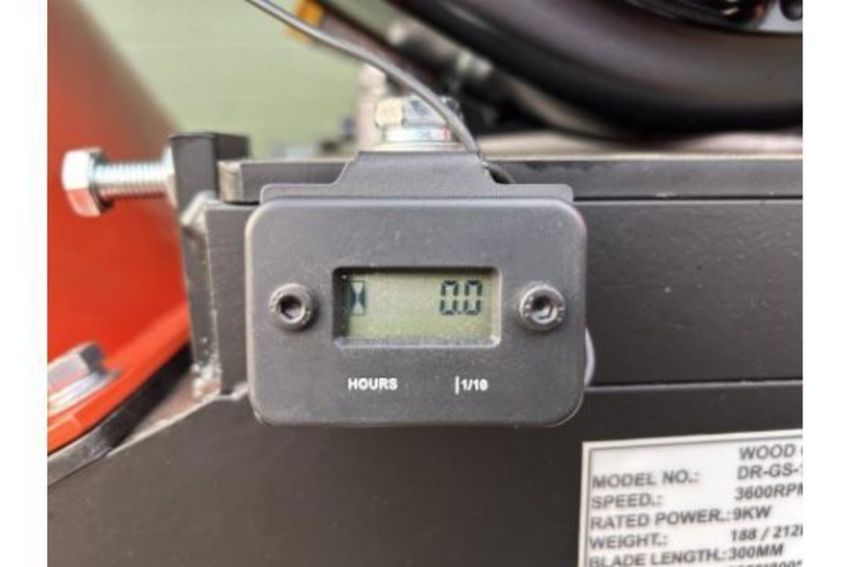 0.0
HOURS 1/10
WOOD
MODEL NO.: DR-GS-
SPEED.: 3600RPM
RATED POWER.: 9KW
WEIGHT.: 188 / 212
BLADE LENGTH.: 300MM